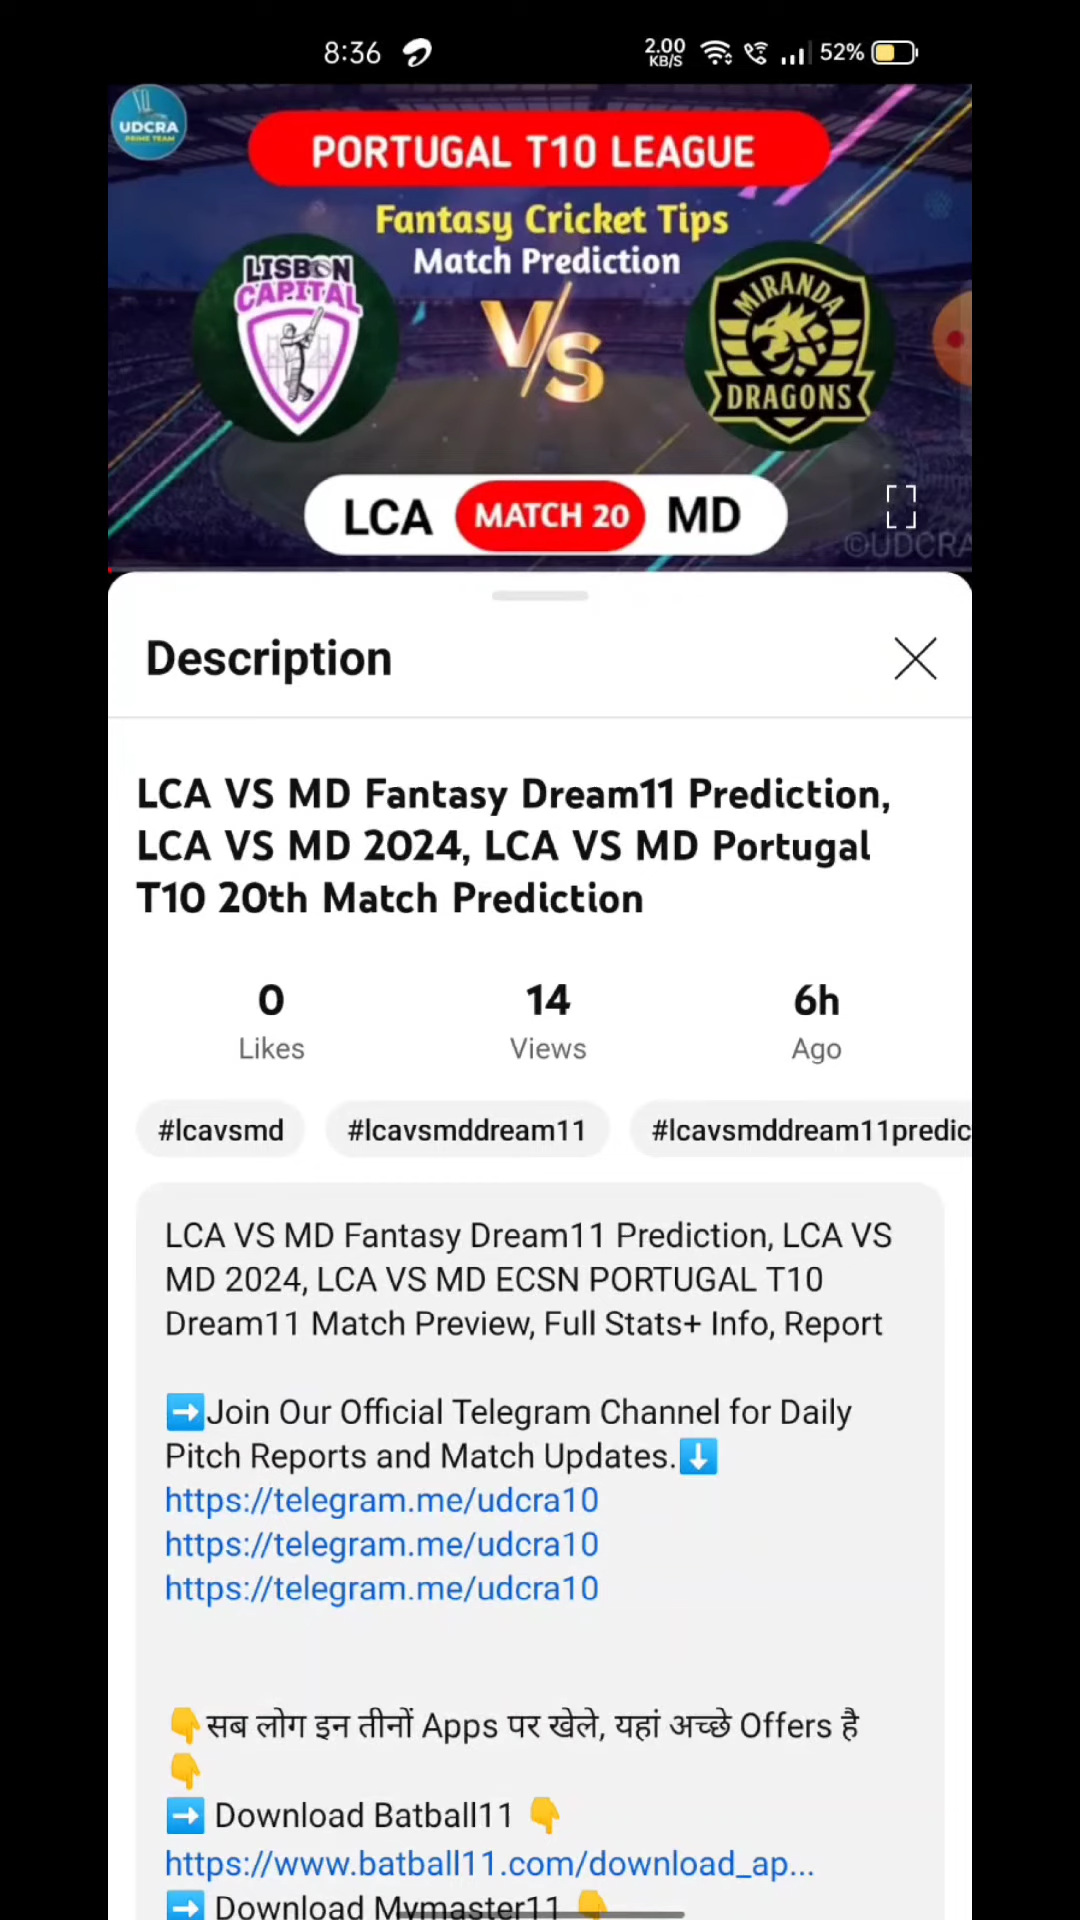 8:36 2.00 KB/S 52%
UDCRA
PRIME TEAM
PORTUGAL T10 LEAGUE
Fantasy Cricket Tips
Match Prediction
LISBON
CAPITAL
VS
MIRANDA
DRAGONS
LCA MATCH 20 MD
©UDCRA
Description
LCA VS MD Fantasy Dream11 Prediction,
LCA VS MD 2024, LCA VS MD Portugal
T10 20th Match Prediction
0 14 6h
Likes Views Ago
#lcavsmd #lcavsmddream11 #lcavsmddream11predic
LCA VS MD Fantasy Dream11 Prediction, LCA VS
MD 2024, LCA VS MD ECSN PORTUGAL T10
Dream11 Match Preview, Full Stats+ Info, Report
➡️Join Our Official Telegram Channel for Daily
Pitch Reports and Match Updates.⬇️
https://telegram.me/udcra10
https://telegram.me/udcra10
https://telegram.me/udcra10
👇सब लोग इन तीनों Apps पर खेले, यहां अच्छे Offers है
👇
➡️ Download Batball11 👇
https://www.batball11.com/download_ap...
➡️ Download Mymaster11 👇